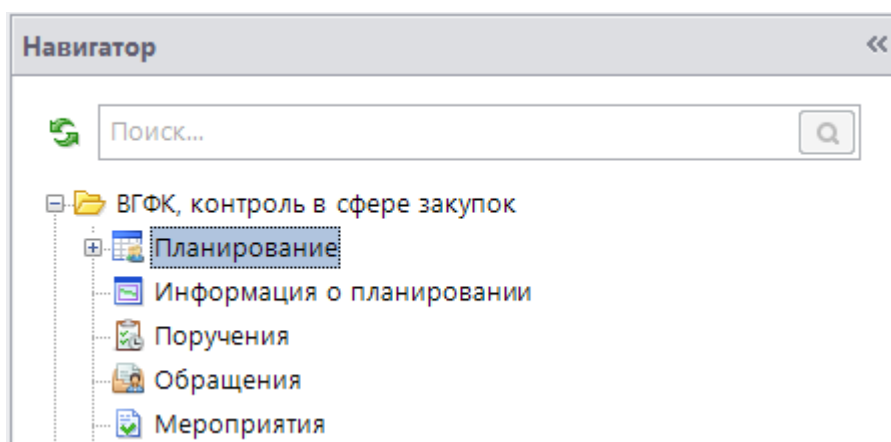 Навигатор
Поиск...
ВГФК, контроль в сфере закупок
Планирование
Информация о планировании
Поручения
Обращения
Мероприятия